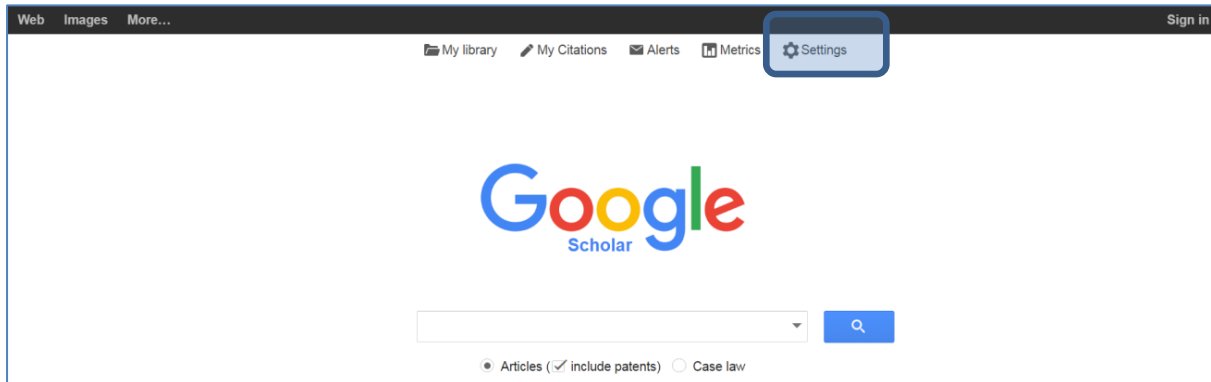 Web Images More... Sign in
My library My Citations Alerts Metrics Settings
Google
Scholar
Articles (include patents) Case law